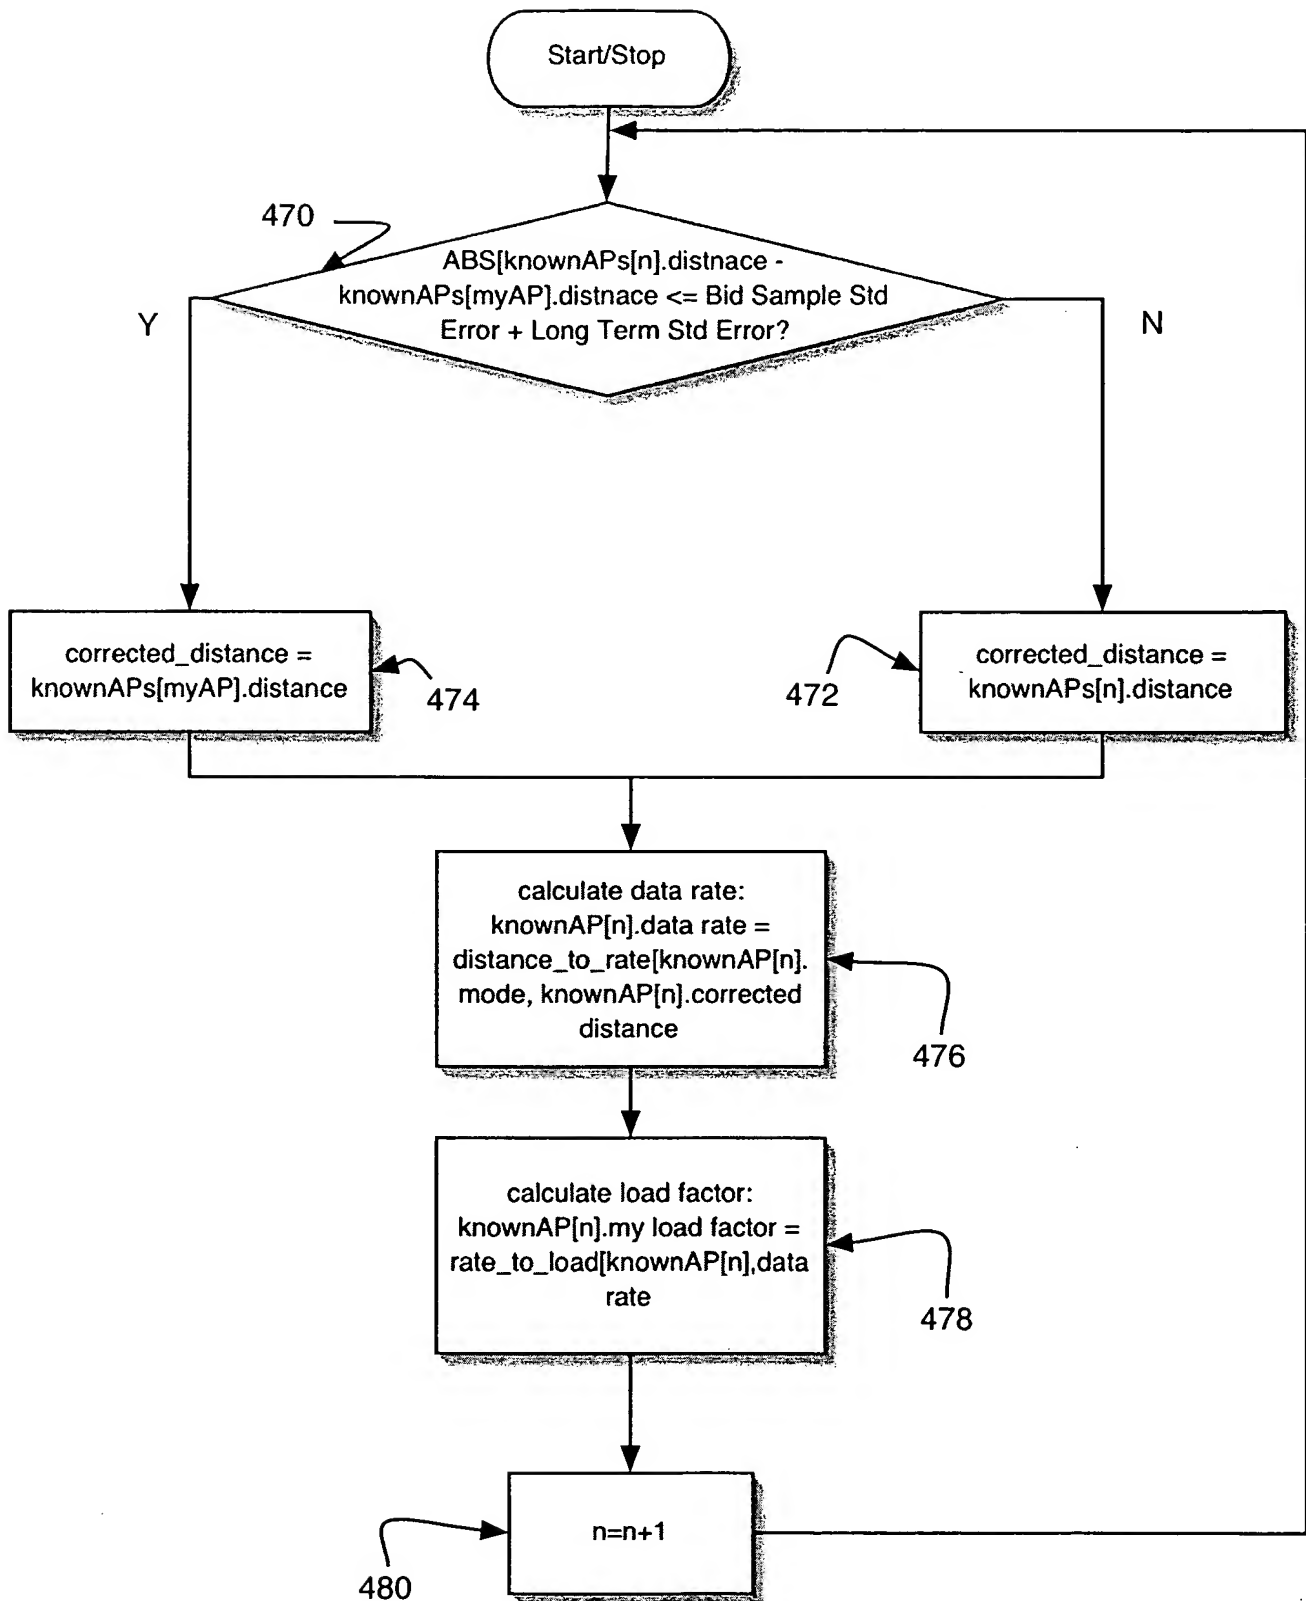 Start/Stop
470
ABS[knownAPs[n].distnace -
knownAPs[myAP].distnace <= Bid Sample Std
Error + Long Term Std Error?
Y
N
corrected_distance =
knownAPs[myAP].distance
474
472
corrected_distance =
knownAPs[n].distance
calculate data rate:
knownAP[n].data rate =
distance_to_rate[knownAP[n].
mode, knownAP[n].corrected
distance
476
calculate load factor:
knownAP[n].my load factor =
rate_to_load[knownAP[n],data
rate
478
n=n+1
480